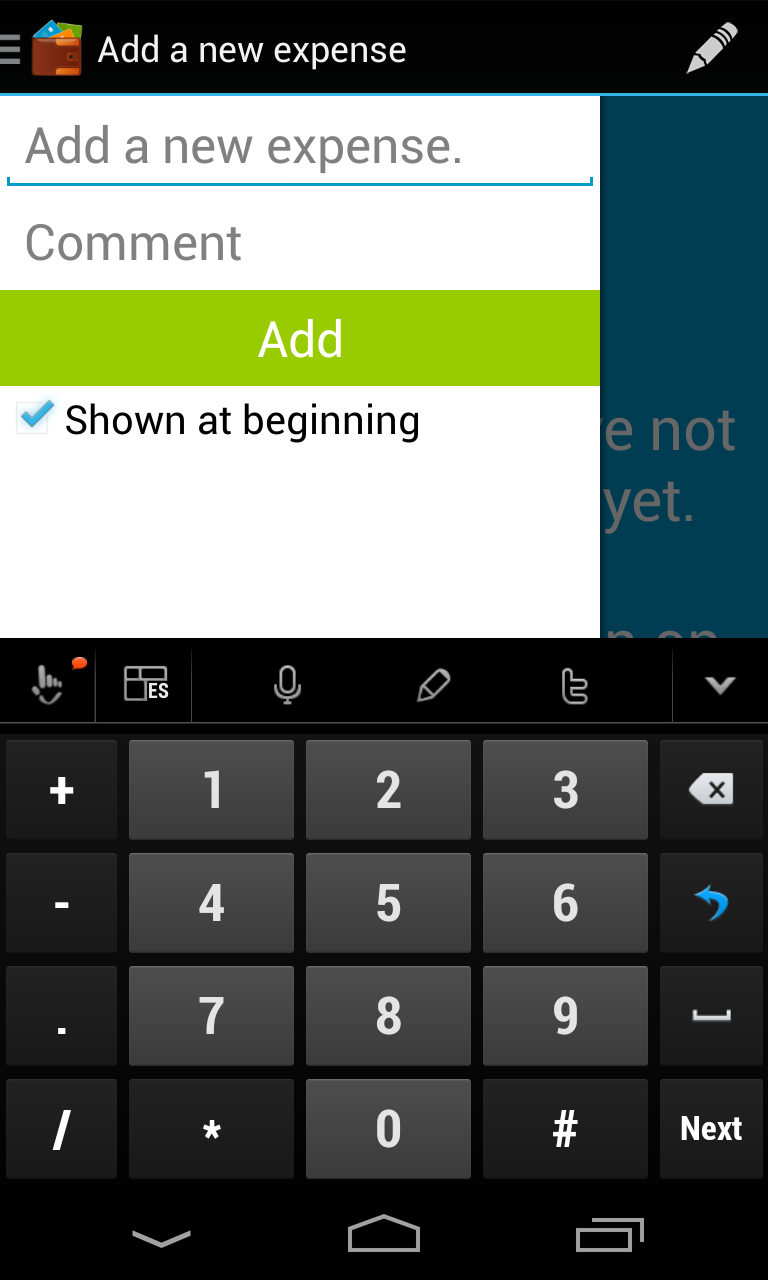 Add a new expense
Add a new expense.
Comment
Add
Shown at beginning
e not
yet.
ES
+ 1 2 3
- 4 5 6
. 7 8 9
/ * 0 # Next